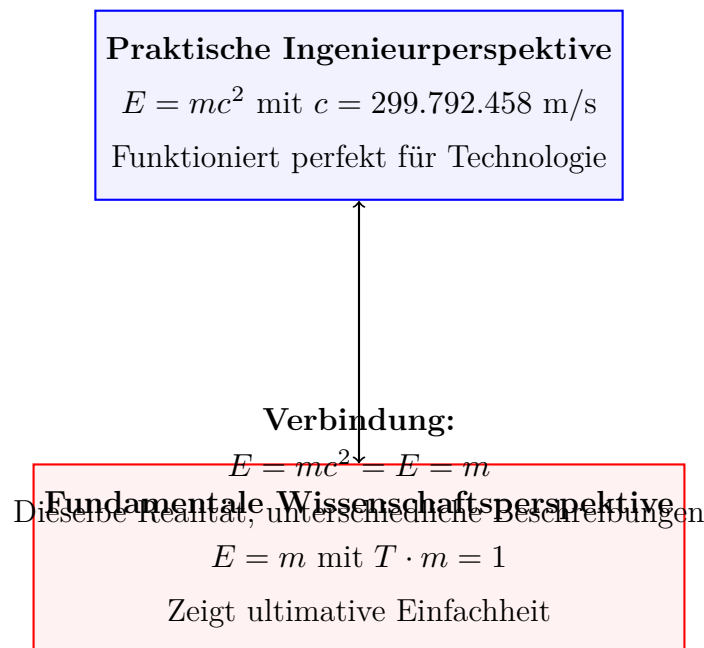 Praktische Ingenieurperspektive
E = mc² mit c = 299.792.458 m/s
Funktioniert perfekt für Technologie
Verbindung:
E = mc² = E = m
Fundamentale Wissenschaftsperspektive
Dieselbe Realität, unterschiedliche Beschreibungen
E = m mit T · m = 1
Zeigt ultimative Einfachheit